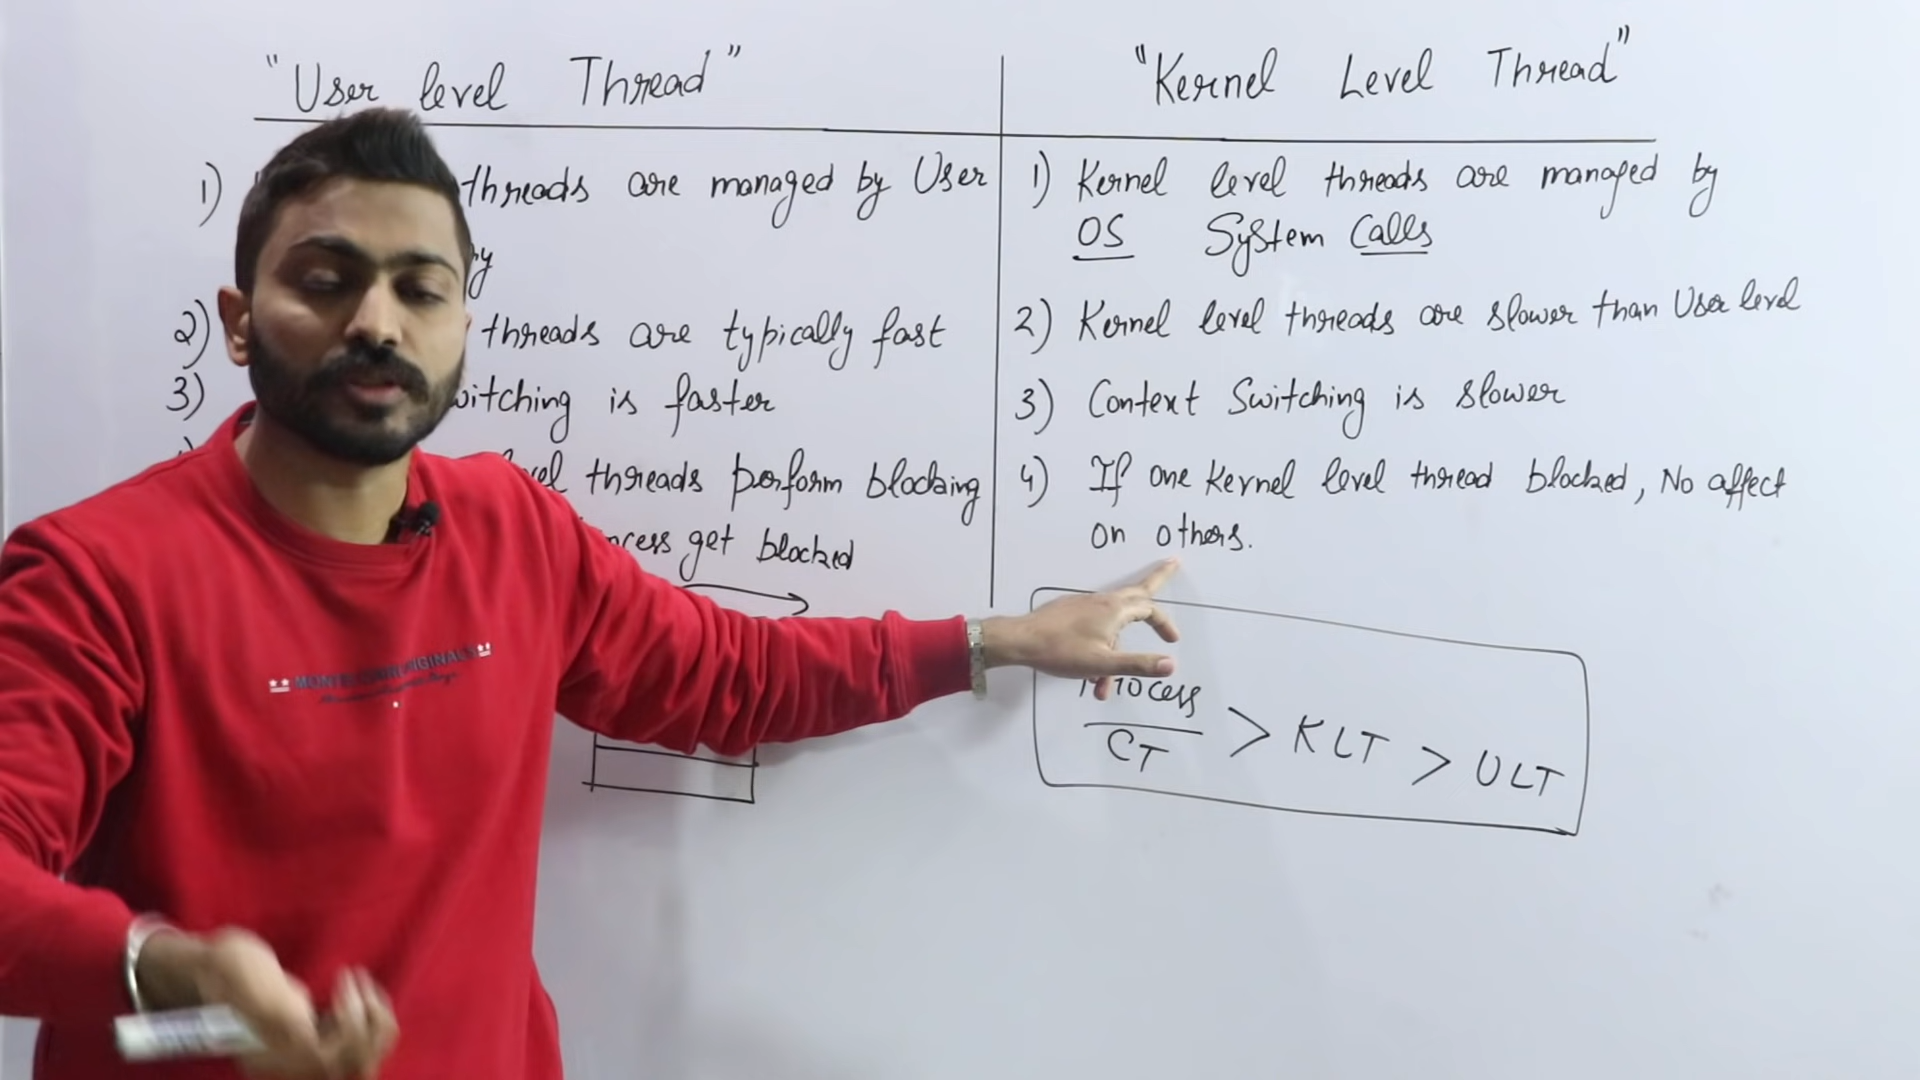 "User level Thread"
1) threads are managed by User
2) threads are typically fast
3) witching is faster
threads perform blocking
get blocked
"Kernel Level Thread"
1) Kernel level threads are managed by
OS System Calls
2) Kernel level threads are slower than User level
3) Context Switching is slower
4) If one Kernel level thread blocked, No affect
on others.
Process
CT > KLT > ULT